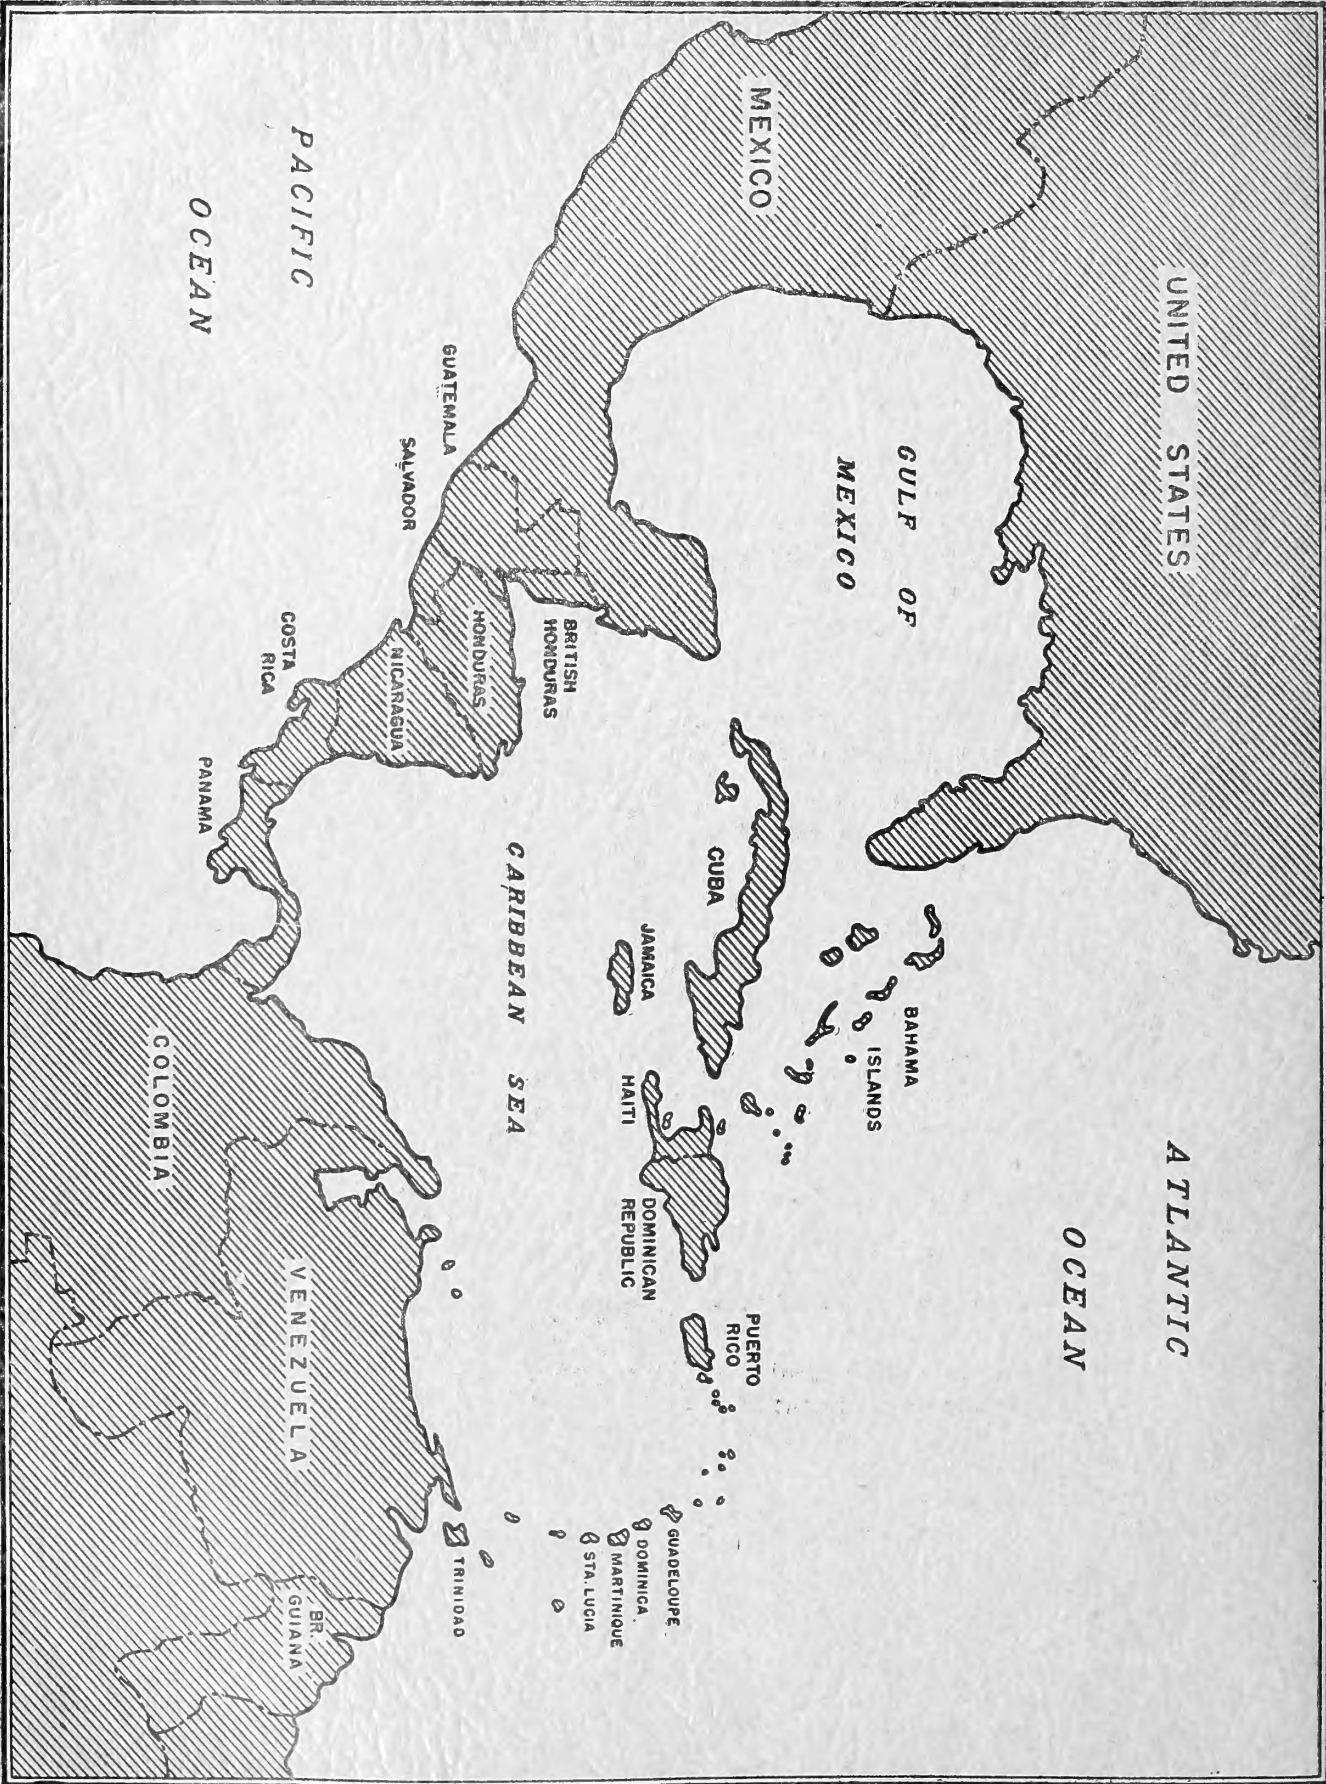 UNITED STATES
MEXICO
ATLANTIC
OCEAN
GULF OF
MEXICO
BAHAMA
ISLANDS
CUBA
PUERTO
RICO
JAMAICA
HAITI
DOMINICAN
REPUBLIC
GUADELOUPE
DOMINICA
MARTINIQUE
STA. LUCIA
BRITISH
HONDURAS
CARIBBEAN SEA
HONDURAS
GUATEMALA
SALVADOR
NICARAGUA
TRINIDAD
PACIFIC
OCEAN
COSTA
RICA
PANAMA
VENEZUELA
BR.
GUIANA
COLOMBIA